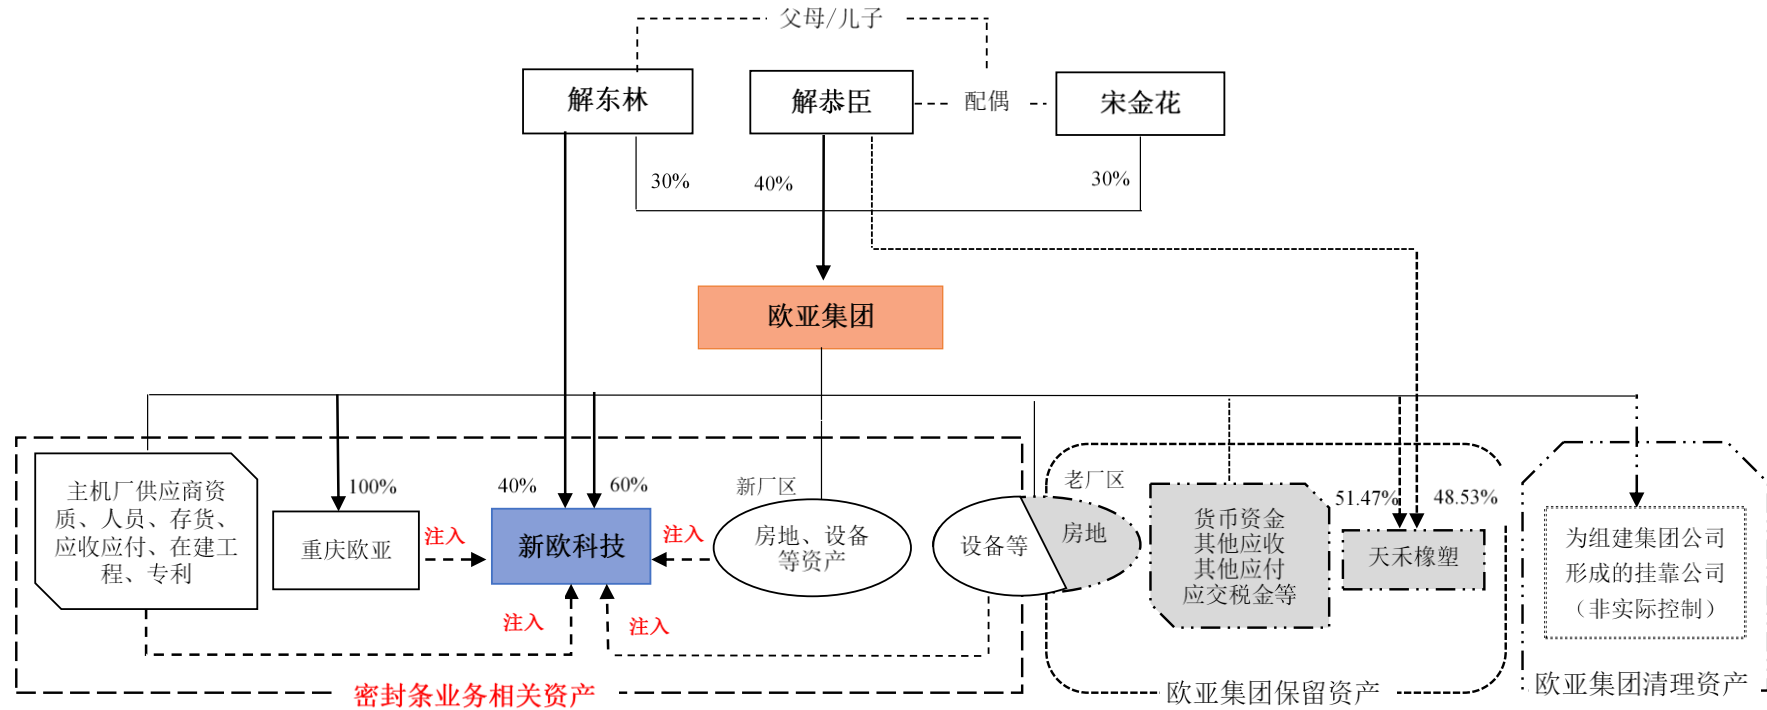 父母/儿子
解东林
解恭臣
配偶
宋金花
30%
40%
30%
欧亚集团
主机厂供应商资
质、人员、存货、
应收应付、在建工
程、专利
100%
重庆欧亚
注入
40%
60%
新欧科技
注入
新厂区
房地、设备
等资产
设备等
老厂区
房地
货币资金
其他应收
其他应付
应交税金等
51.47%
48.53%
天禾橡塑
为组建集团公司
形成的挂靠公司
（非实际控制）
注入
注入
密封条业务相关资产
欧亚集团保留资产
欧亚集团清理资产